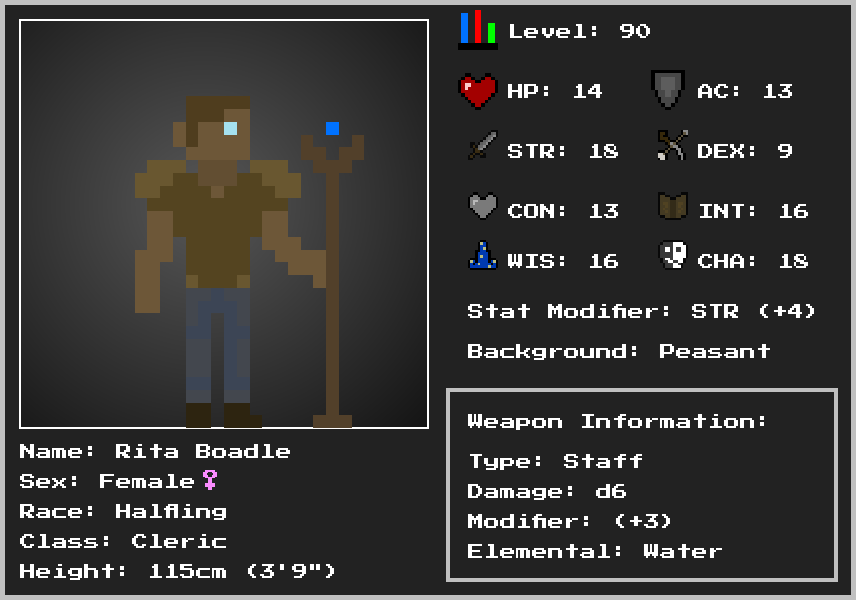 Level: 90
HP: 14 AC: 13
STR: 18 DEX: 9
CON: 13 INT: 16
WIS: 16 CHA: 18
Stat Modifier: STR (+4)
Background: Peasant
Weapon Information:
Type: Staff
Damage: d6
Modifier: (+3)
Elemental: Water
Name: Rita Boadle
Sex: Female♀
Race: Halfling
Class: Cleric
Height: 115cm (3'9")